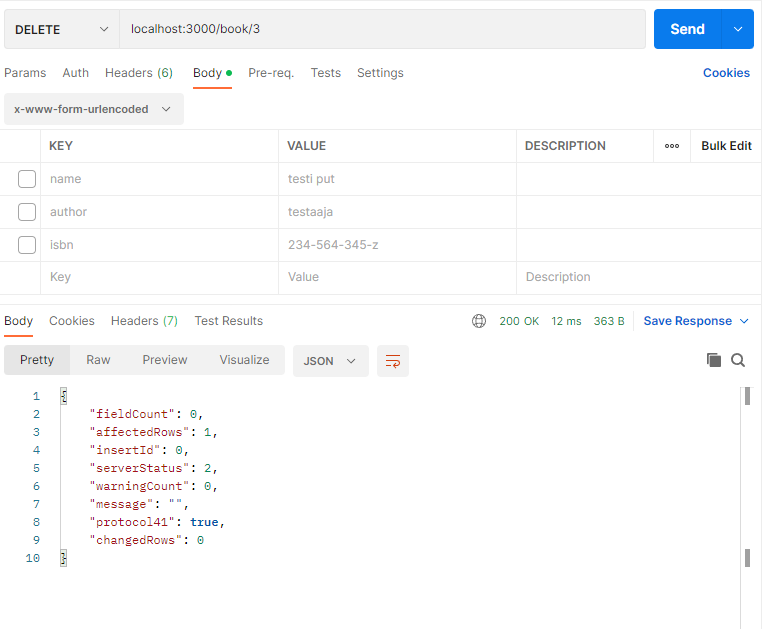 DELETE localhost:3000/book/3 Send
Params Auth Headers (6) Body Pre-req. Tests Settings Cookies
x-www-form-urlencoded
KEY VALUE DESCRIPTION Bulk Edit
name testi put
author testaaja
isbn 234-564-345-z
Key Value Description
Body Cookies Headers (7) Test Results 200 OK 12 ms 363 B Save Response
Pretty Raw Preview Visualize JSON
1 {
2 "fieldCount": 0,
3 "affectedRows": 1,
4 "insertId": 0,
5 "serverStatus": 2,
6 "warningCount": 0,
7 "message": "",
8 "protocol41": true,
9 "changedRows": 0
10 }